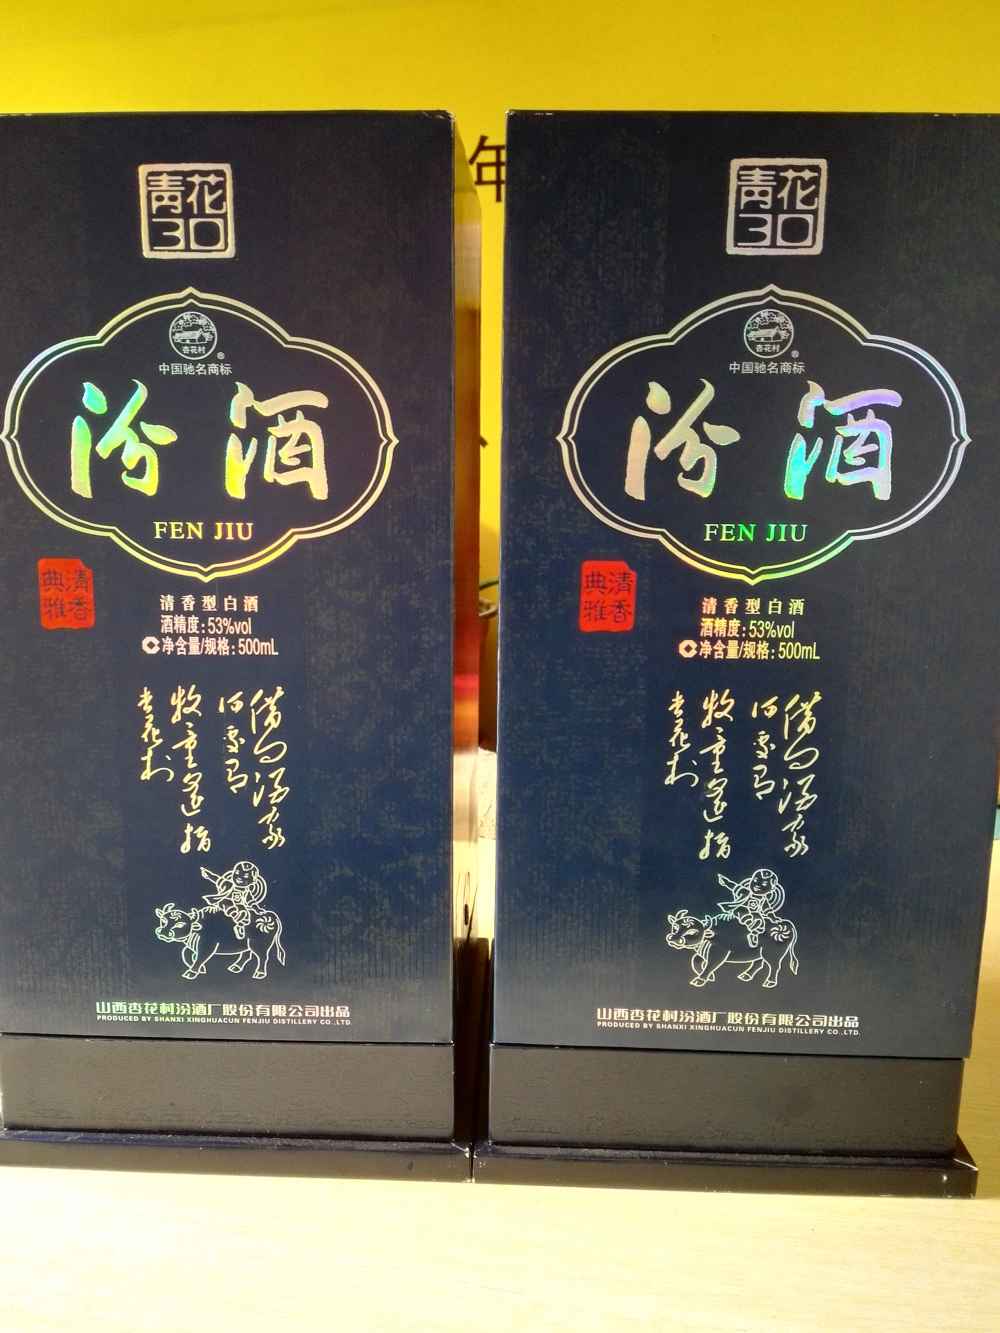 年
青花
30
杏花村
®
中国驰名商标
汾酒
FEN JIU
清香
典雅
清香型白酒
酒精度:53%vol
净含量/规格:500mL
借问酒家
何处有
牧童遥指
杏花村
山西杏花村汾酒厂股份有限公司出品
PRODUCED BY SHANXI XINGHUACUN FENJIU DISTILLERY CO.,LTD.
青花
30
杏花村
®
中国驰名商标
汾酒
FEN JIU
清香
典雅
清香型白酒
酒精度:53%vol
净含量/规格:500mL
借问酒家
何处有
牧童遥指
杏花村
山西杏花村汾酒厂股份有限公司出品
PRODUCED BY SHANXI XINGHUACUN FENJIU DISTILLERY CO.,LTD.